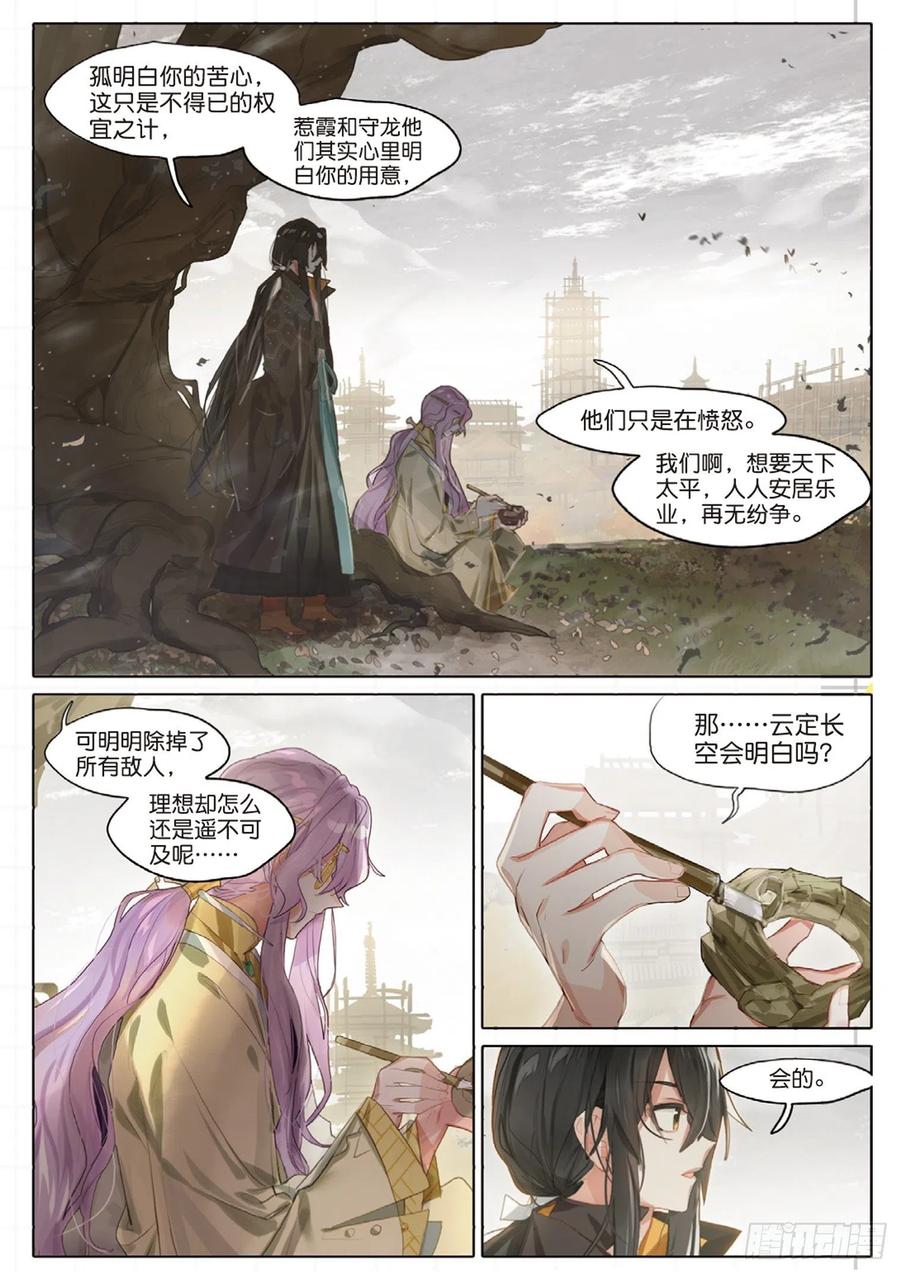 孤明白你的苦心，
这只是不得已的权
宜之计，
惹霞和守龙他
们其实心里明
白你的用意，
他们只是在愤怒。
我们啊，想要天下
太平，人人安居乐
业，再无纷争。
可明明除掉了
所有敌人，
理想却怎么
还是遥不可
及呢……
那……云定长
空会明白吗？
会的。
腾讯动漫